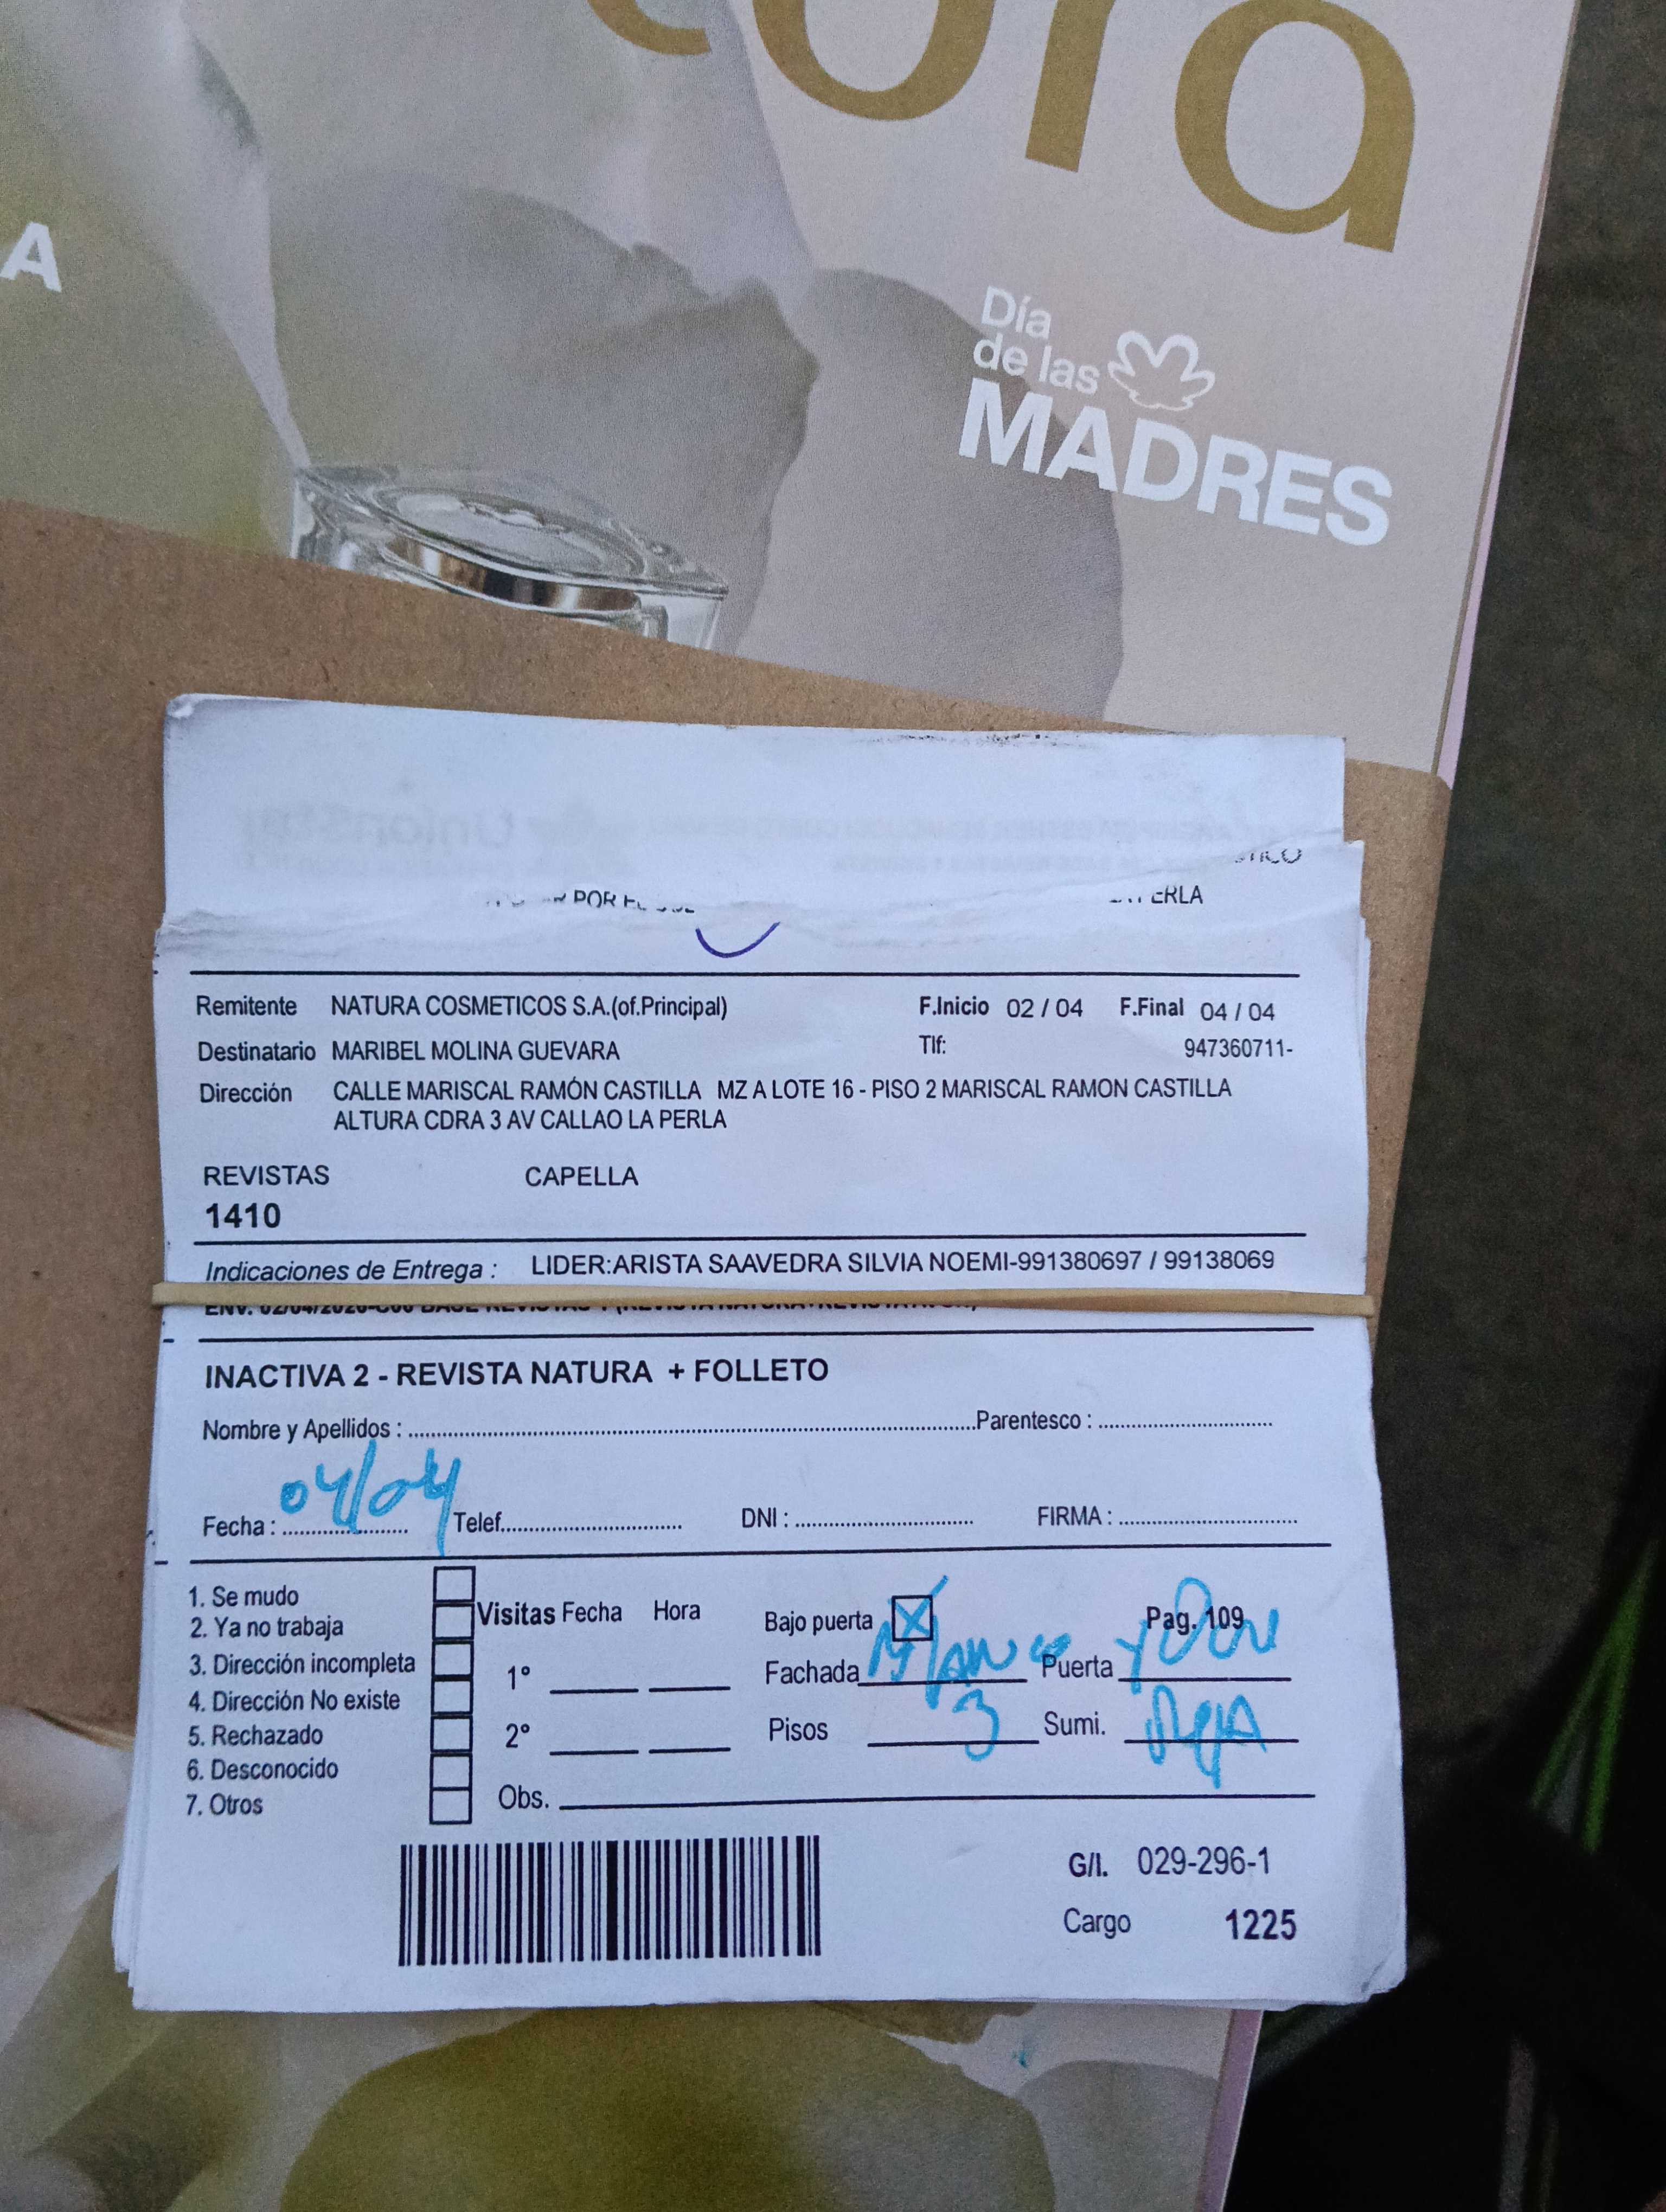 ora
A
Día
de las
MADRES
POR EL
ERLA
Remitente NATURA COSMETICOS S.A.(of.Principal) F.Inicio 02 / 04 F.Final 04 / 04
Destinatario MARIBEL MOLINA GUEVARA Tlf: 947360711-
Dirección CALLE MARISCAL RAMÓN CASTILLA MZ A LOTE 16 - PISO 2 MARISCAL RAMON CASTILLA
ALTURA CDRA 3 AV CALLAO LA PERLA
REVISTAS CAPELLA
1410
Indicaciones de Entrega : LIDER:ARISTA SAAVEDRA SILVIA NOEMI-991380697 / 99138069
INACTIVA 2 - REVISTA NATURA + FOLLETO
Nombre y Apellidos : Parentesco :
Fecha : 04/04 Telef. DNI : FIRMA :
1. Se mudo
2. Ya no trabaja
3. Dirección incompleta
4. Dirección No existe
5. Rechazado
6. Desconocido
7. Otros
Visitas Fecha Hora Bajo puerta X Pag. 109
1° Fachada Puerta
2° Pisos 3 Sumi.
Obs.
G/I. 029-296-1
Cargo 1225